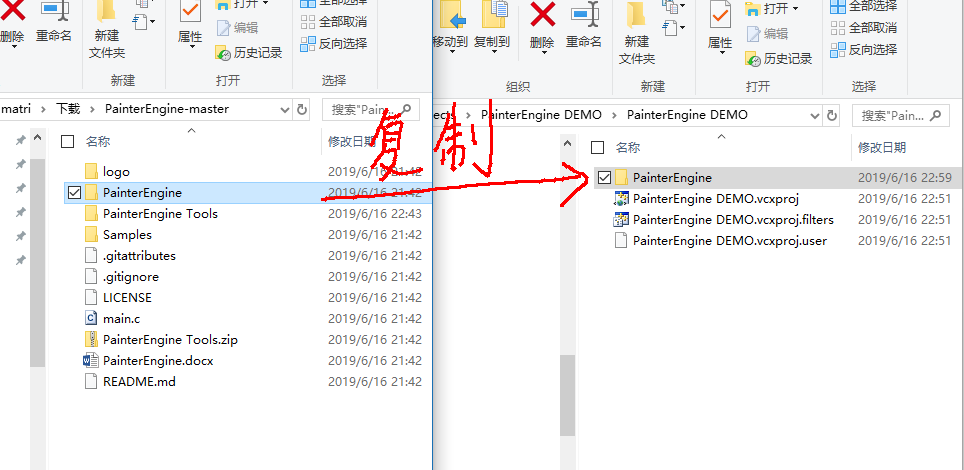 删除 重命名 新建 文件夹 属性 打开 编辑 历史记录 全部选择 全部取消 反向选择
新建 打开 选择
matri 下载 PainterEngine-master 搜索"Pain...
名称 修改日期
logo 2019/6/16 21:42
PainterEngine 2019/6/16 21:42
PainterEngine Tools 2019/6/16 22:43
Samples 2019/6/16 21:42
.gitattributes 2019/6/16 21:42
.gitignore 2019/6/16 21:42
LICENSE 2019/6/16 21:42
main.c 2019/6/16 21:42
PainterEngine Tools.zip 2019/6/16 21:42
PainterEngine.docx 2019/6/16 21:42
README.md 2019/6/16 21:42
复制
移动到 复制到 删除 重命名 新建 文件夹 属性 打开 编辑 历史记录 全部选择 全部取消 反向选择
组织 新建 打开 选择
PainterEngine DEMO PainterEngine DEMO 搜索"Pain...
名称 修改日期
PainterEngine 2019/6/16 22:59
PainterEngine DEMO.vcxproj 2019/6/16 22:51
PainterEngine DEMO.vcxproj.filters 2019/6/16 22:51
PainterEngine DEMO.vcxproj.user 2019/6/16 22:51